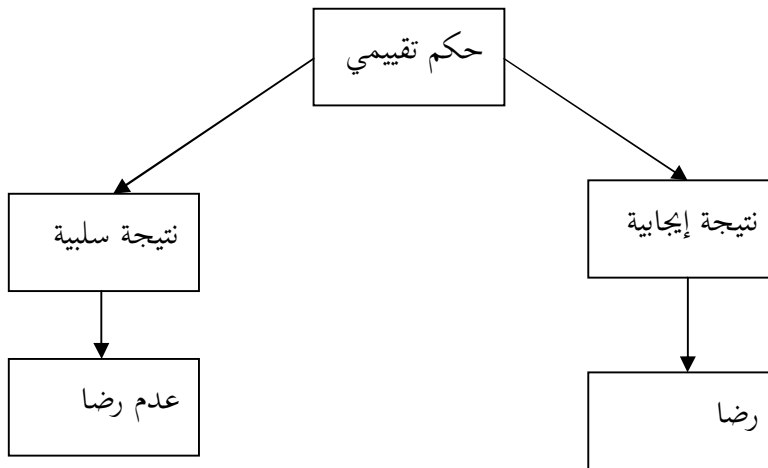 حكم تقييمي
نتيجة إيجابية
نتيجة سلبية
رضا
عدم رضا